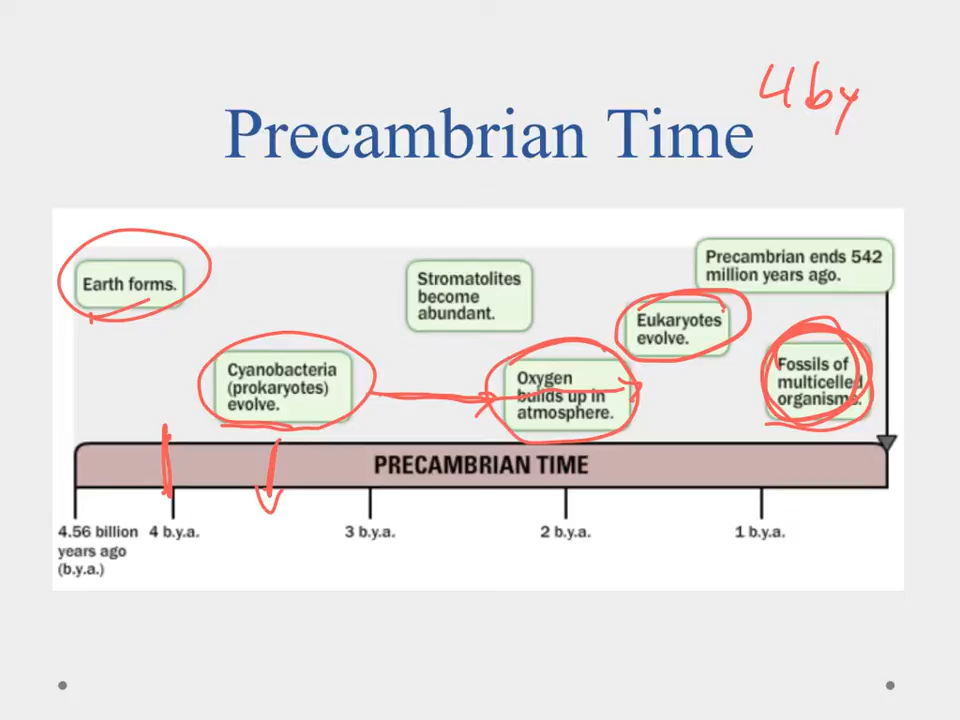 4 by
Precambrian Time
Earth forms.
Cyanobacteria
(prokaryotes)
evolve.
Stromatolites
become
abundant.
Oxygen
builds up in
atmosphere.
Eukaryotes
evolve.
Precambrian ends 542
million years ago.
Fossils of
multicelled
organisms.
PRECAMBRIAN TIME
4.56 billion
years ago
(b.y.a.)
4 b.y.a.
3 b.y.a.
2 b.y.a.
1 b.y.a.